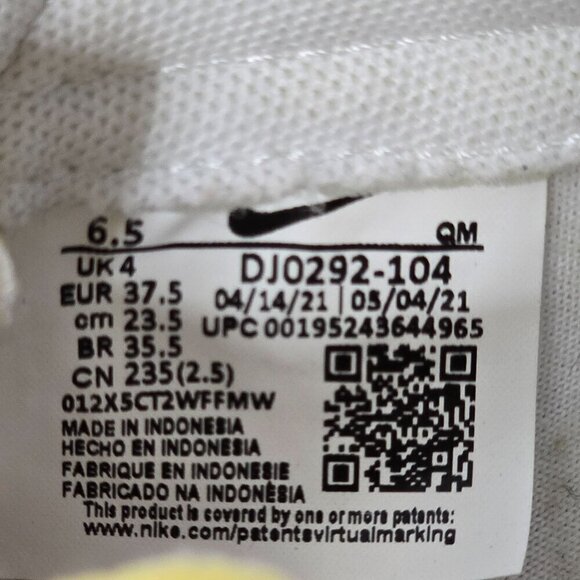 6.5 QM
UK 4 DJ0292-104
EUR 37.5 04/14/21 | 05/04/21
cm 23.5 UPC 00195243644965
BR 35.5
CN 235(2.5)
012X5CT2WFFMW
MADE IN INDONESIA
HECHO EN INDONESIA
FABRIQUE EN INDONESIE
FABRICADO NA INDONÉSIA
This product is covered by one or more patents:
www.nike.com/patentsvirtualmarking